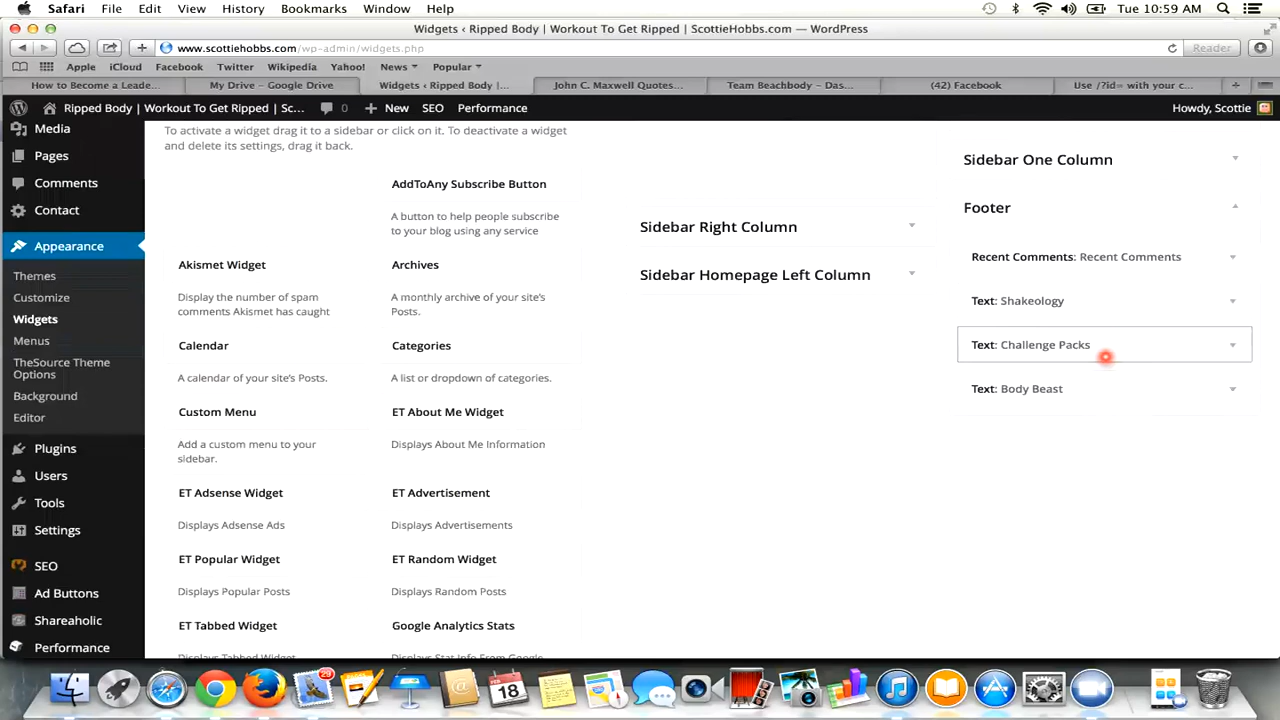 Safari File Edit View History Bookmarks Window Help Tue 10:59 AM
Widgets ‹ Ripped Body | Workout To Get Ripped | ScottieHobbs.com — WordPress
www.scottiehobbs.com/wp-admin/widgets.php Reader
Apple iCloud Facebook Twitter Wikipedia Yahoo! News Popular
How to Become a Leade... My Drive – Google Drive Widgets ‹ Ripped Body |... John C. Maxwell Quotes... Team Beachbody – Das... (42) Facebook Use /?id= with your c...
Ripped Body | Workout To Get Ripped | Sc... 0 + New SEO Performance Howdy, Scottie
Media
Pages
Comments
Contact
Appearance
Themes
Customize
Widgets
Menus
TheSource Theme
Options
Background
Editor
Plugins
Users
Tools
Settings
SEO
Ad Buttons
Shareaholic
Performance
To activate a widget drag it to a sidebar or click on it. To deactivate a widget
and delete its settings, drag it back.
AddToAny Subscribe Button
A button to help people subscribe
to your blog using any service
Akismet Widget
Display the number of spam
comments Akismet has caught
Archives
A monthly archive of your site's
Posts.
Calendar
A calendar of your site's Posts.
Categories
A list or dropdown of categories.
Custom Menu
Add a custom menu to your
sidebar.
ET About Me Widget
Displays About Me Information
ET Adsense Widget
Displays Adsense Ads
ET Advertisement
Displays Advertisements
ET Popular Widget
Displays Popular Posts
ET Random Widget
Displays Random Posts
ET Tabbed Widget
Displays Tabbed Widget
Google Analytics Stats
Displays Stat Info From Google
Sidebar Right Column
Sidebar Homepage Left Column
Sidebar One Column
Footer
Recent Comments: Recent Comments
Text: Shakeology
Text: Challenge Packs
Text: Body Beast
29
NOV
18